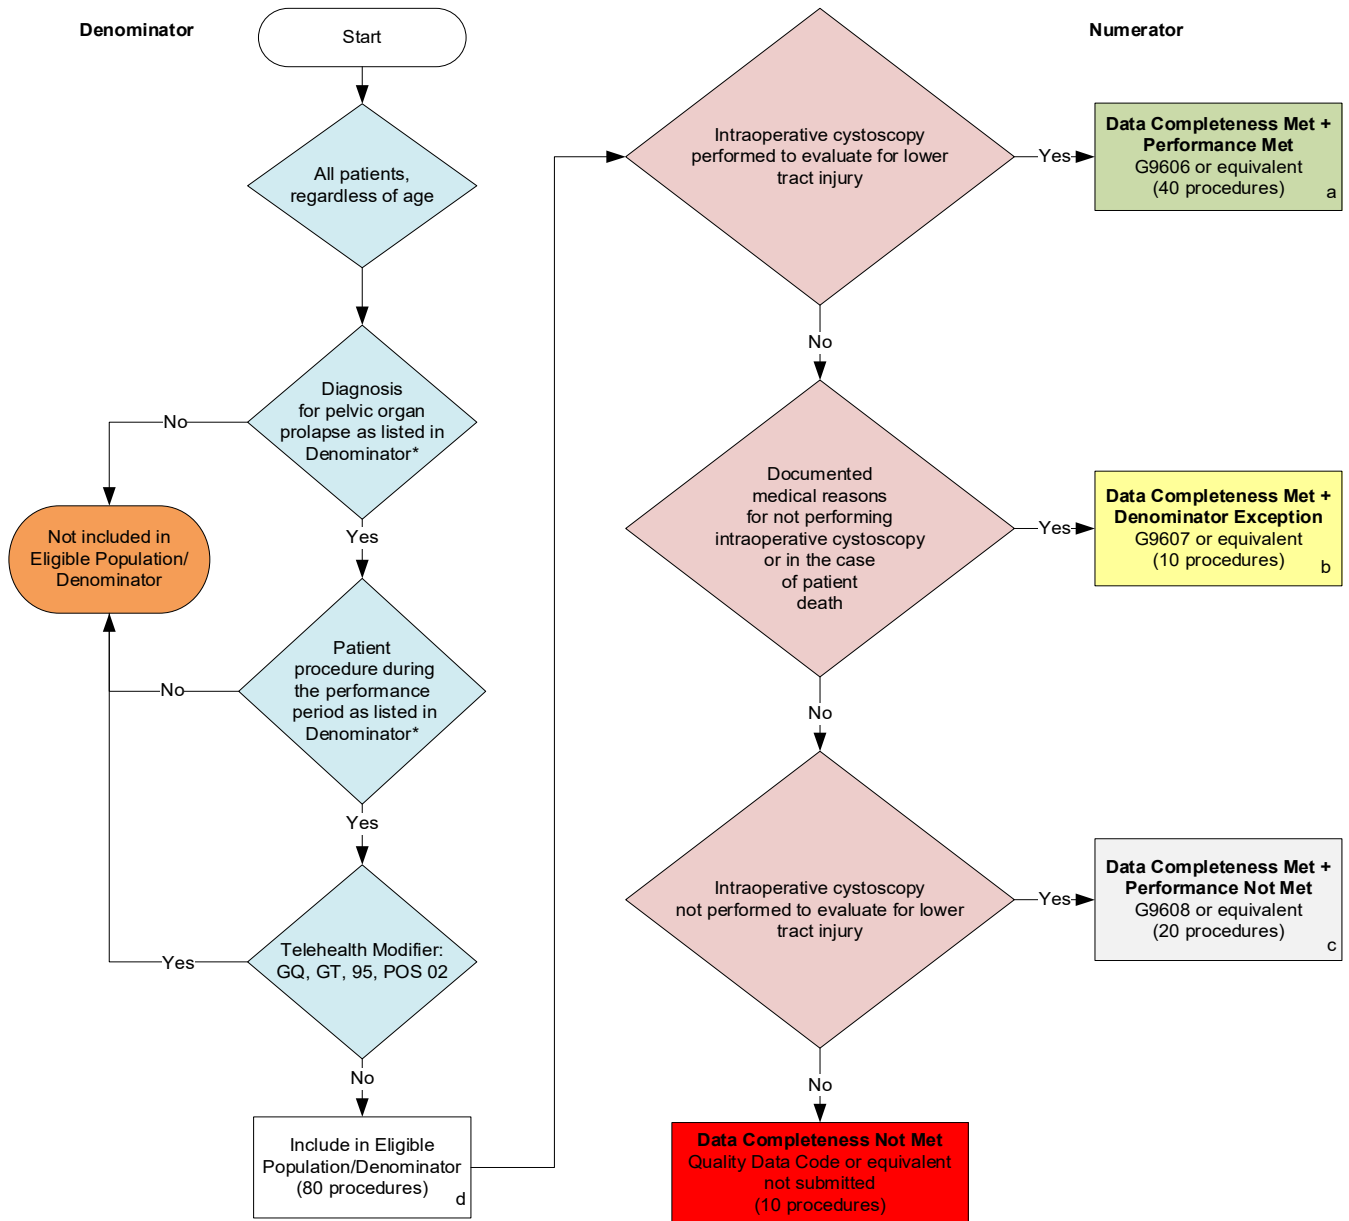 Denominator
Start
All patients,
regardless of age
Diagnosis
for pelvic organ
prolapse as listed in
Denominator*
No
Not included in
Eligible Population/
Denominator
Yes
Patient
procedure during
the performance
period as listed in
Denominator*
No
Yes
Telehealth Modifier:
GQ, GT, 95, POS 02
Yes
No
Include in Eligible
Population/Denominator
(80 procedures)
d
Numerator
Intraoperative cystoscopy
performed to evaluate for lower
tract injury
Yes
Data Completeness Met +
Performance Met
G9606 or equivalent
(40 procedures)
a
No
Documented
medical reasons
for not performing
intraoperative cystoscopy
or in the case
of patient
death
Yes
Data Completeness Met +
Denominator Exception
G9607 or equivalent
(10 procedures)
b
No
Intraoperative cystoscopy
not performed to evaluate for lower
tract injury
Yes
Data Completeness Met +
Performance Not Met
G9608 or equivalent
(20 procedures)
c
No
Data Completeness Not Met
Quality Data Code or equivalent
not submitted
(10 procedures)